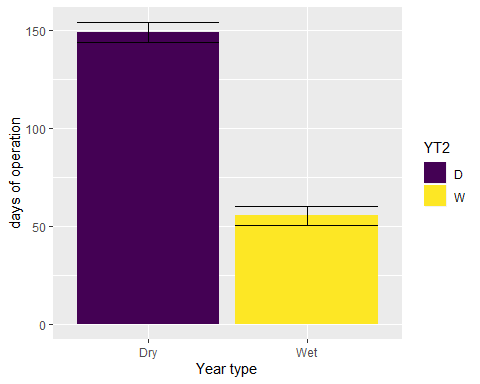 days of operation
150
100
50
0
Dry
Wet
Year type
YT2
D
W